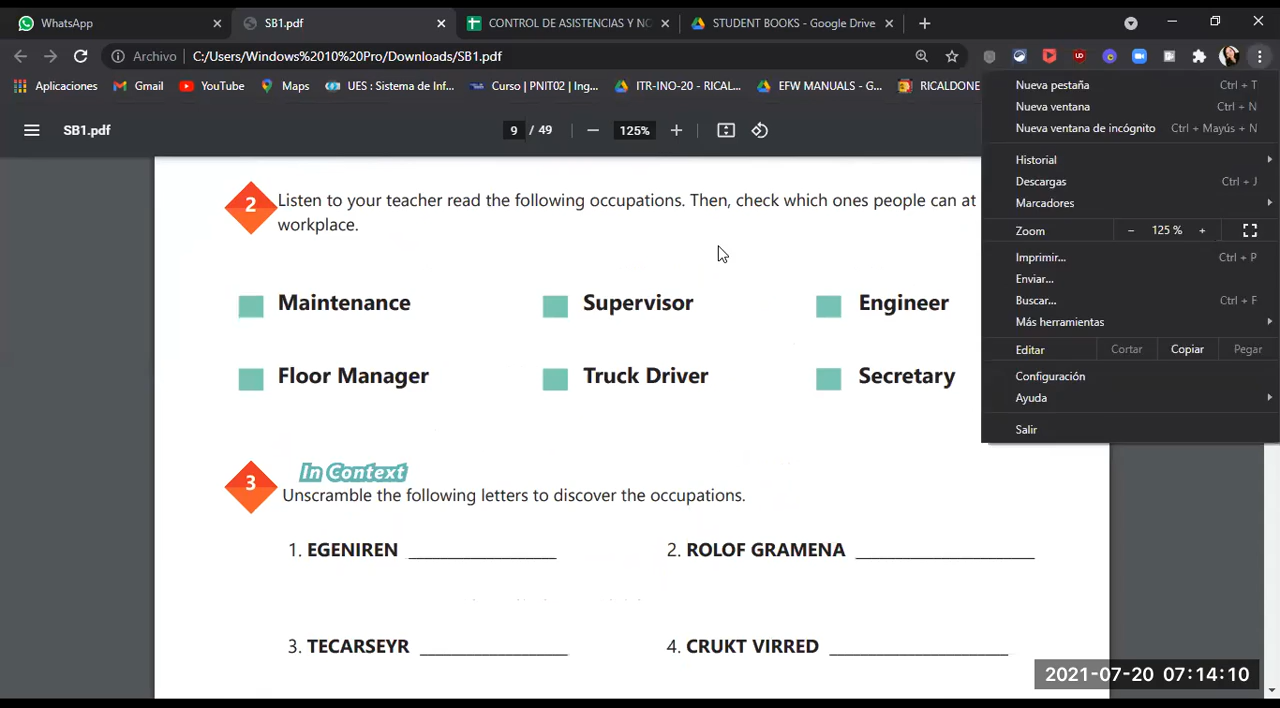 WhatsApp
SB1.pdf
CONTROL DE ASISTENCIAS Y NO
STUDENT BOOKS - Google Drive
Archivo
C:/Users/Windows%2010%20Pro/Downloads/SB1.pdf
Aplicaciones
Gmail
YouTube
Maps
UES : Sistema de Inf...
Curso | PNIT02 | Ing...
ITR-INO-20 - RICAL...
EFW MANUALS - G...
RICALDONE
SB1.pdf
9 / 49
125%
2
Listen to your teacher read the following occupations. Then, check which ones people can at
workplace.
Maintenance
Supervisor
Engineer
Floor Manager
Truck Driver
Secretary
3
In Context
Unscramble the following letters to discover the occupations.
1. EGENIREN ________________
2. ROLOF GRAMENA ___________________
3. TECARSEYR ________________
4. CRUKT VIRRED ___________________
Nueva pestaña Ctrl + T
Nueva ventana Ctrl + N
Nueva ventana de incógnito Ctrl + Mayús + N
Historial
Descargas Ctrl + J
Marcadores
Zoom − 125 % +
Imprimir... Ctrl + P
Enviar...
Buscar... Ctrl + F
Más herramientas
Editar Cortar Copiar Pegar
Configuración
Ayuda
Salir
2021-07-20 07:14:10